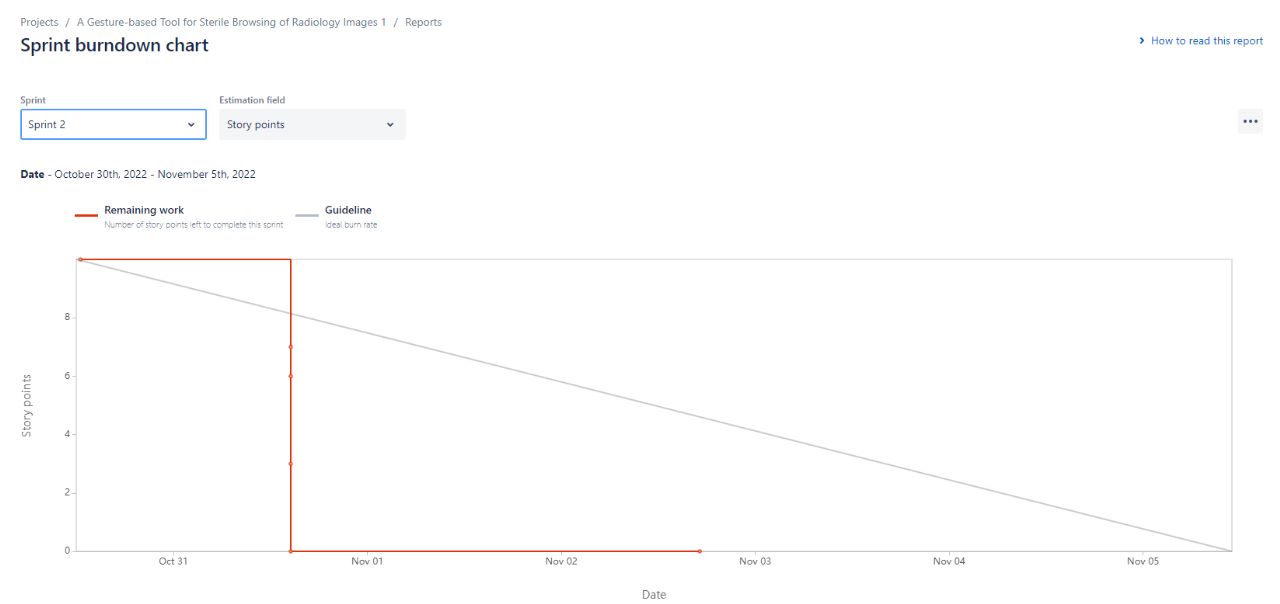 Projects / A Gesture-based Tool for Sterile Browsing of Radiology Images 1 / Reports
Sprint burndown chart
How to read this report
Sprint
Estimation field
Sprint 2
Story points
Date - October 30th, 2022 - November 5th, 2022
Remaining work
Number of story points left to complete this sprint
Guideline
Ideal burn rate
Story points
8
6
4
2
0
Oct 31
Nov 01
Nov 02
Nov 03
Nov 04
Nov 05
Date